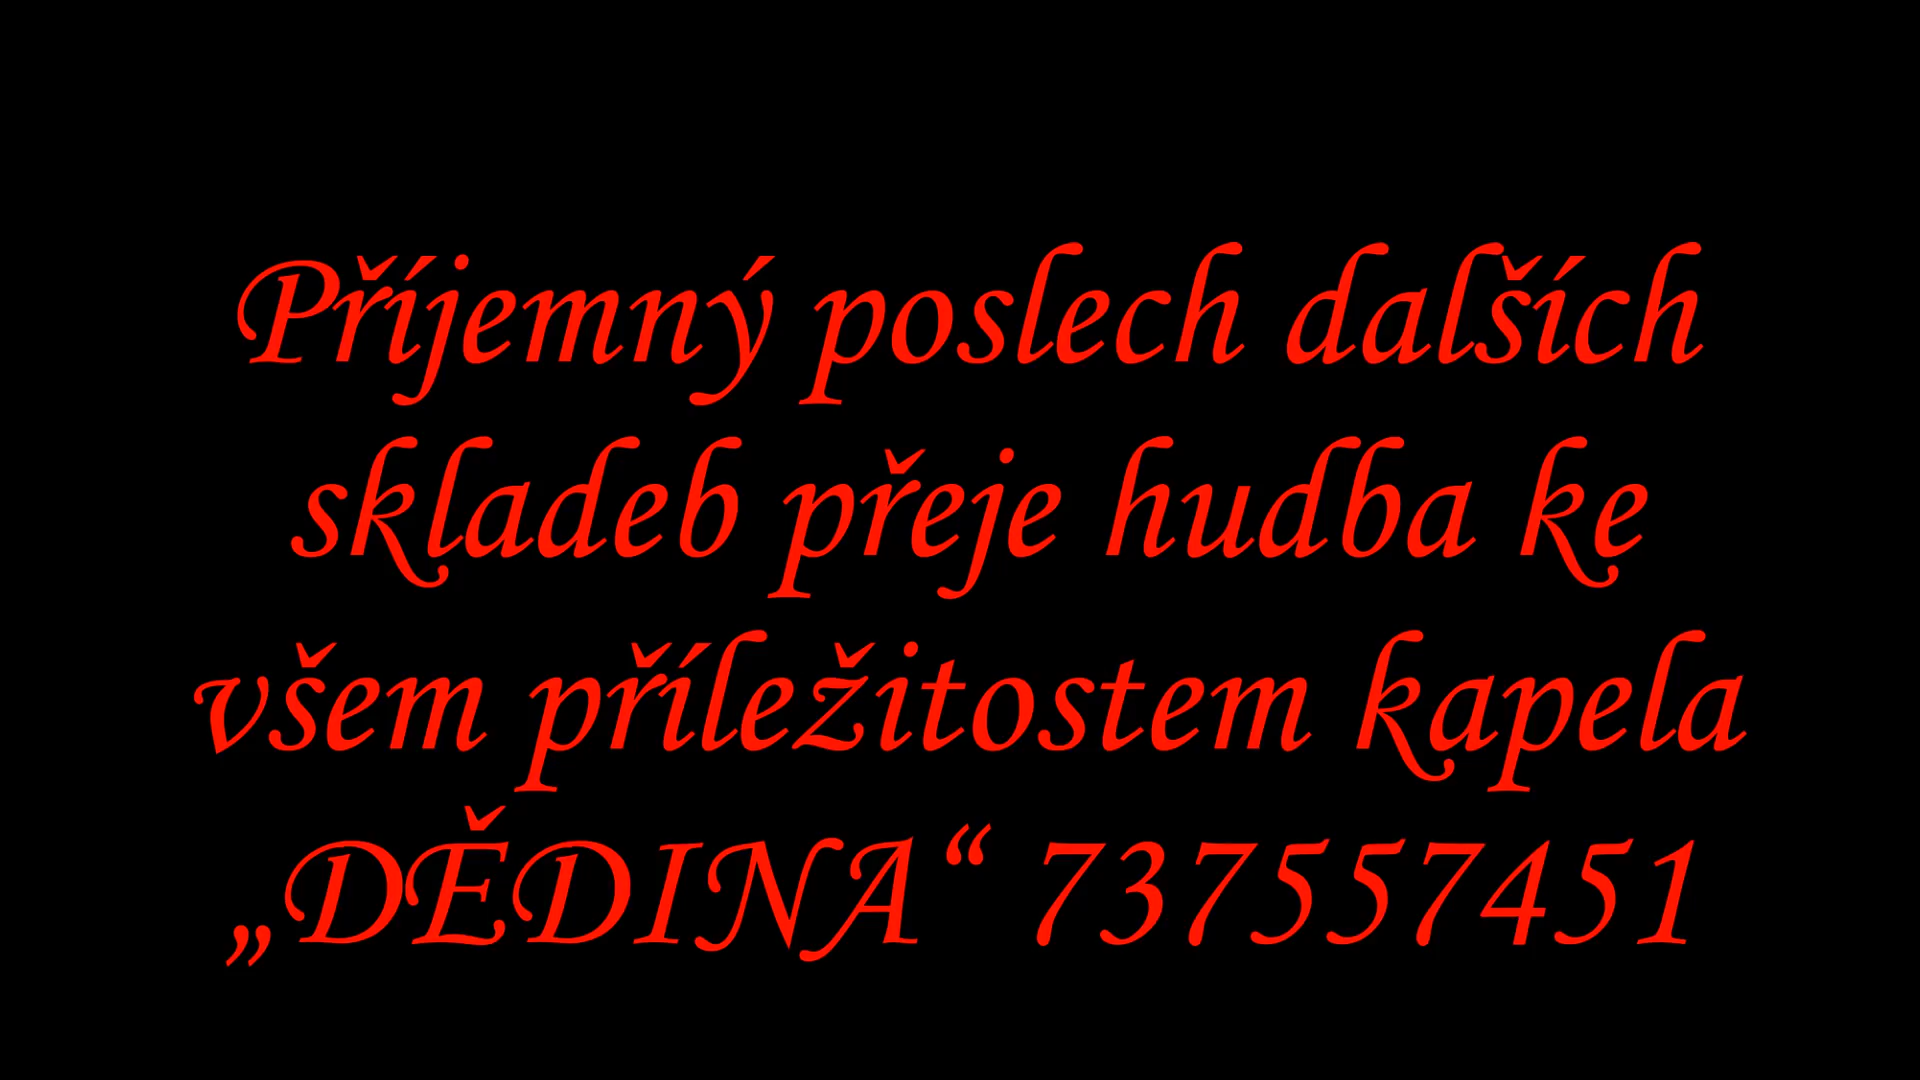 Příjemný poslech dalších
skladeb přeje hudba ke
všem příležitostem kapela
„DĚDINA“ 737557451